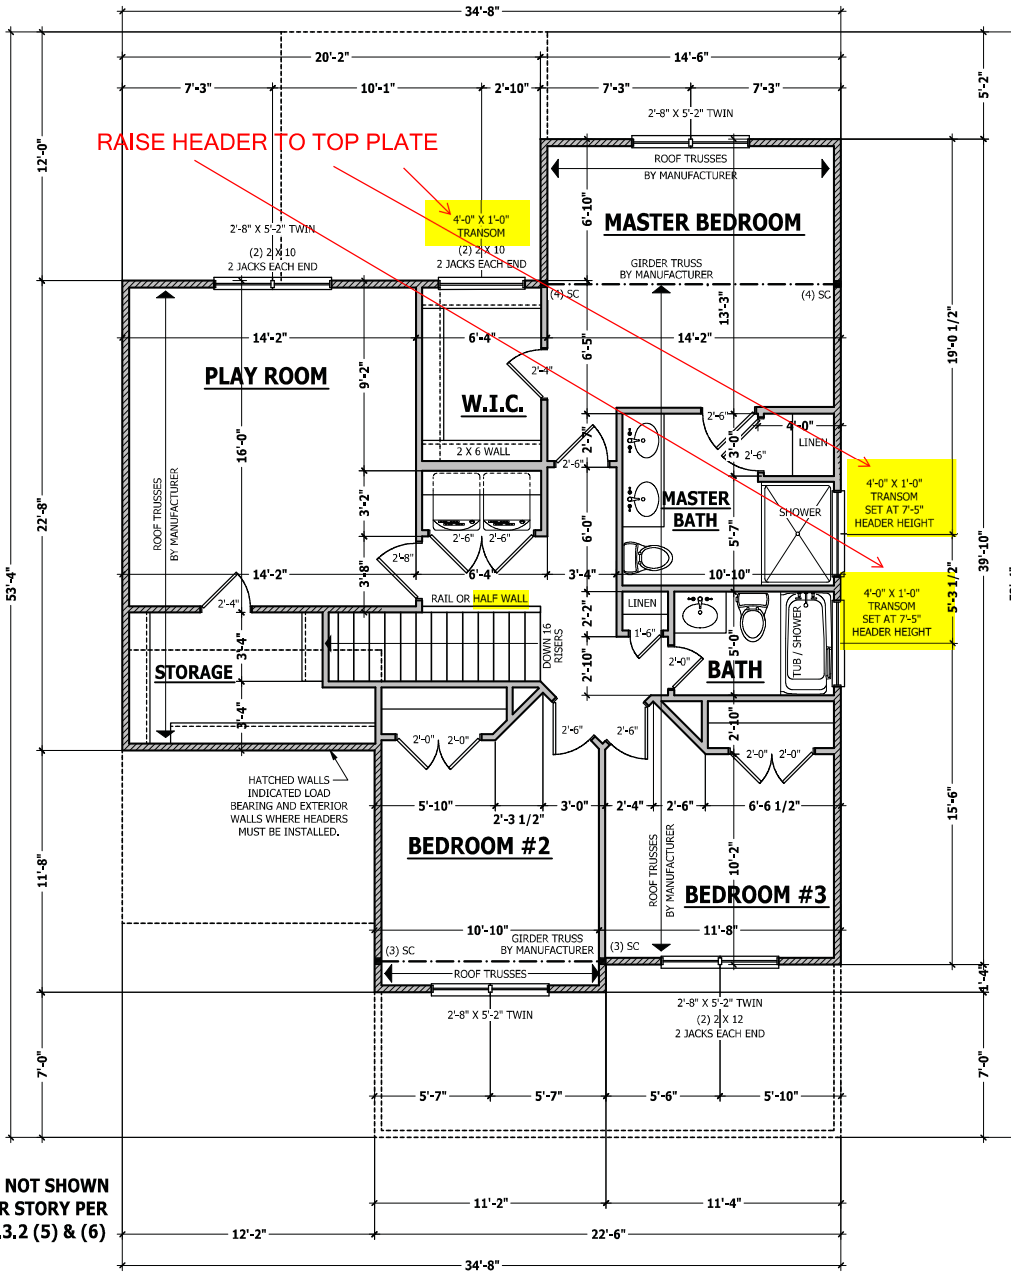 34'-8"
20'-2"
14'-6"
7'-3"
10'-1"
2'-10"
7'-3"
7'-3"
5'-2"
12'-0"
2'-8" X 5'-2" TWIN
RAISE HEADER TO TOP PLATE
ROOF TRUSSES
BY MANUFACTURER
4'-0" X 1'-0"
TRANSOM
(2) 2 X 10
2 JACKS EACH END
2'-8" X 5'-2" TWIN
(2) 2 X 10
2 JACKS EACH END
6'-10"
MASTER BEDROOM
GIRDER TRUSS
BY MANUFACTURER
(4) SC
(4) SC
13'-3"
14'-2"
6'-4"
6'-5"
14'-2"
19'-0 1/2"
PLAY ROOM
9'-2"
2'-4"
W.I.C.
16'-0"
2 X 6 WALL
2'-7"
2'-6"
2'-6"
3'-0"
4'-0"
LINEN
2'-6"
ROOF TRUSSES
BY MANUFACTURER
22'-8"
3'-2"
MASTER
BATH
SHOWER
4'-0" X 1'-0"
TRANSOM
SET AT 7'-5"
HEADER HEIGHT
6'-0"
5'-7"
2'-6"
2'-6"
2'-8"
3'-8"
14'-2"
6'-4"
3'-4"
10'-10"
39'-10"
5'-3 1/2"
53'-4"
2'-4"
RAIL OR HALF WALL
2'-2"
LINEN
4'-0" X 1'-0"
TRANSOM
SET AT 7'-5"
HEADER HEIGHT
3'-4"
DOWN 16
RISERS
1'-6"
5'-0"
TUB / SHOWER
STORAGE
2'-10"
2'-0"
BATH
3'-4"
2'-0"
2'-0"
2'-6"
2'-6"
2'-10"
2'-0"
2'-0"
HATCHED WALLS
INDICATED LOAD
BEARING AND EXTERIOR
WALLS WHERE HEADERS
MUST BE INSTALLED.
5'-10"
2'-3 1/2"
3'-0"
2'-4"
2'-6"
6'-6 1/2"
15'-6"
BEDROOM #2
ROOF TRUSSES
BY MANUFACTURER
10'-2"
BEDROOM #3
11'-8"
10'-10"
11'-8"
(3) SC
GIRDER TRUSS
BY MANUFACTURER
(3) SC
ROOF TRUSSES
1'-4"
2'-8" X 5'-2" TWIN
2'-8" X 5'-2" TWIN
(2) 2 X 12
2 JACKS EACH END
7'-0"
7'-0"
5'-7"
5'-7"
5'-6"
5'-10"
NOT SHOWN
R STORY PER
.3.2 (5) & (6)
11'-2"
11'-4"
12'-2"
22'-6"
34'-8"